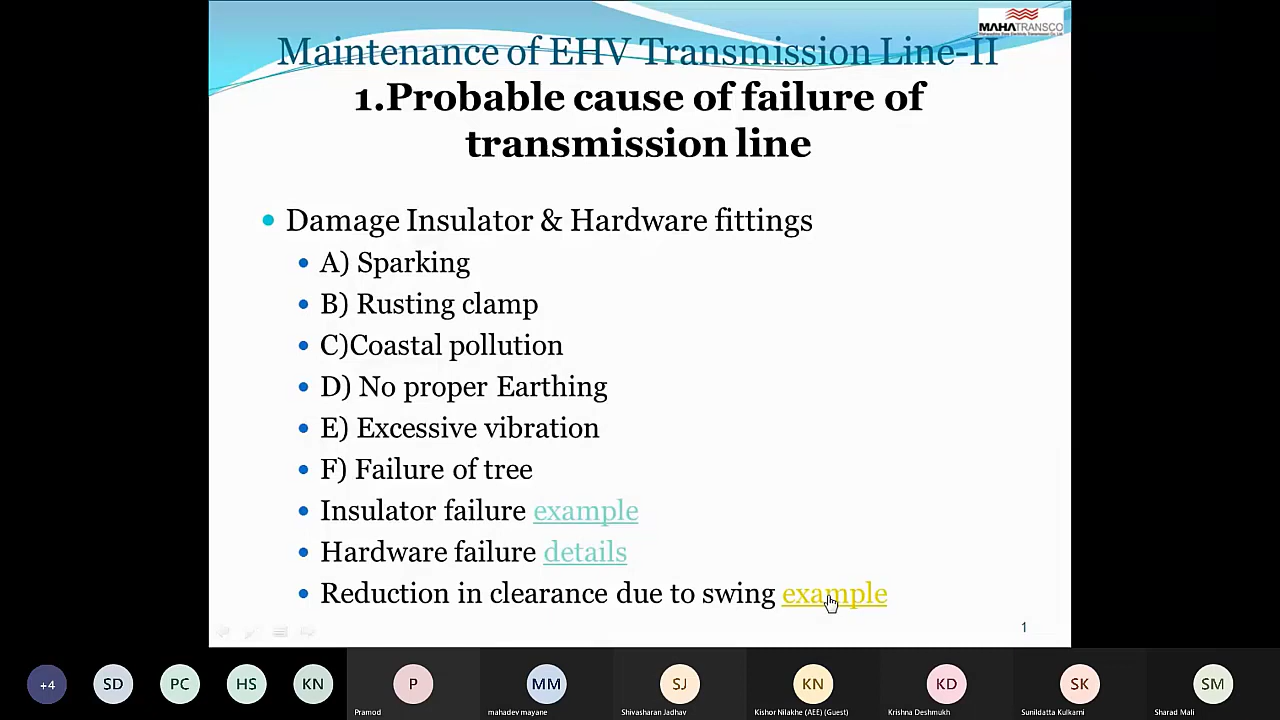 MAHATRANSCO
Maintenance of EHV Transmission Line-II
1.Probable cause of failure of
transmission line
Damage Insulator & Hardware fittings
A) Sparking
B) Rusting clamp
C)Coastal pollution
D) No proper Earthing
E) Excessive vibration
F) Failure of tree
Insulator failure example
Hardware failure details
Reduction in clearance due to swing example
1
+4
SD
PC
HS
KN
P
MM
SJ
KN
KD
SK
SM
Pramod
mahadev mayane
Shivasharan Jadhav
Kishor Nilakhe (AEE) (Guest)
Krishna Deshmukh
Sunildatta Kulkarni
Sharad Mali